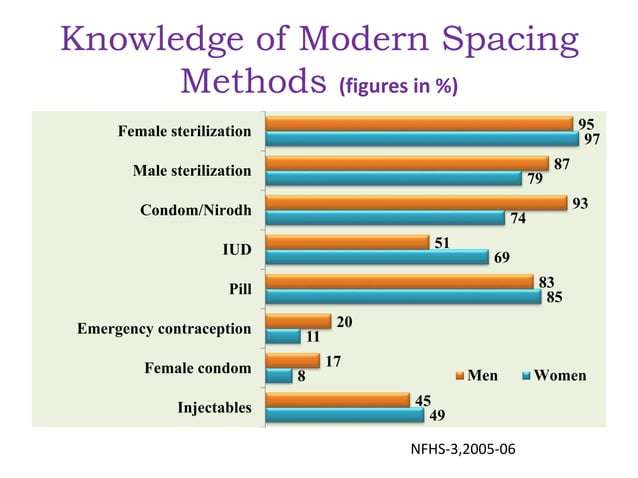 Knowledge of Modern Spacing
Methods (figures in %)
Female sterilization
95
97
Male sterilization
87
79
Condom/Nirodh
93
74
IUD
51
69
Pill
83
85
Emergency contraception
20
11
Female condom
17
8
Men
Women
Injectables
45
49
NFHS-3,2005-06